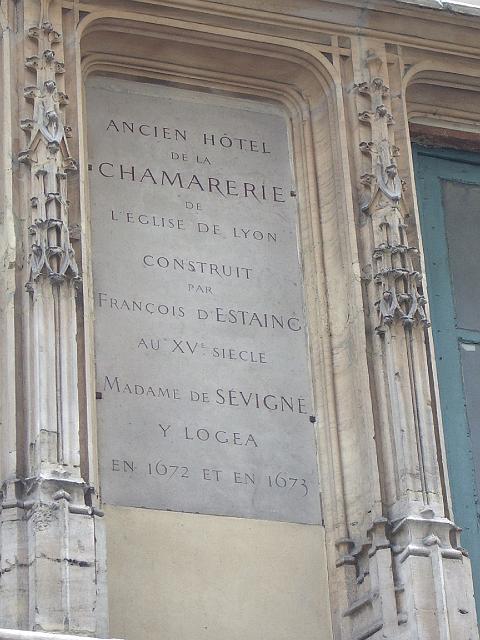 ANCIEN HÔTEL
DE LA
CHAMARERIE
DE
L'EGLISE DE LYON
CONSTRUIT
PAR
FRANÇOIS D'ESTAING
AU XVE SIECLE
MADAME DE SÉVIGNÉ
Y LOGEA
EN 1672 ET EN 1673